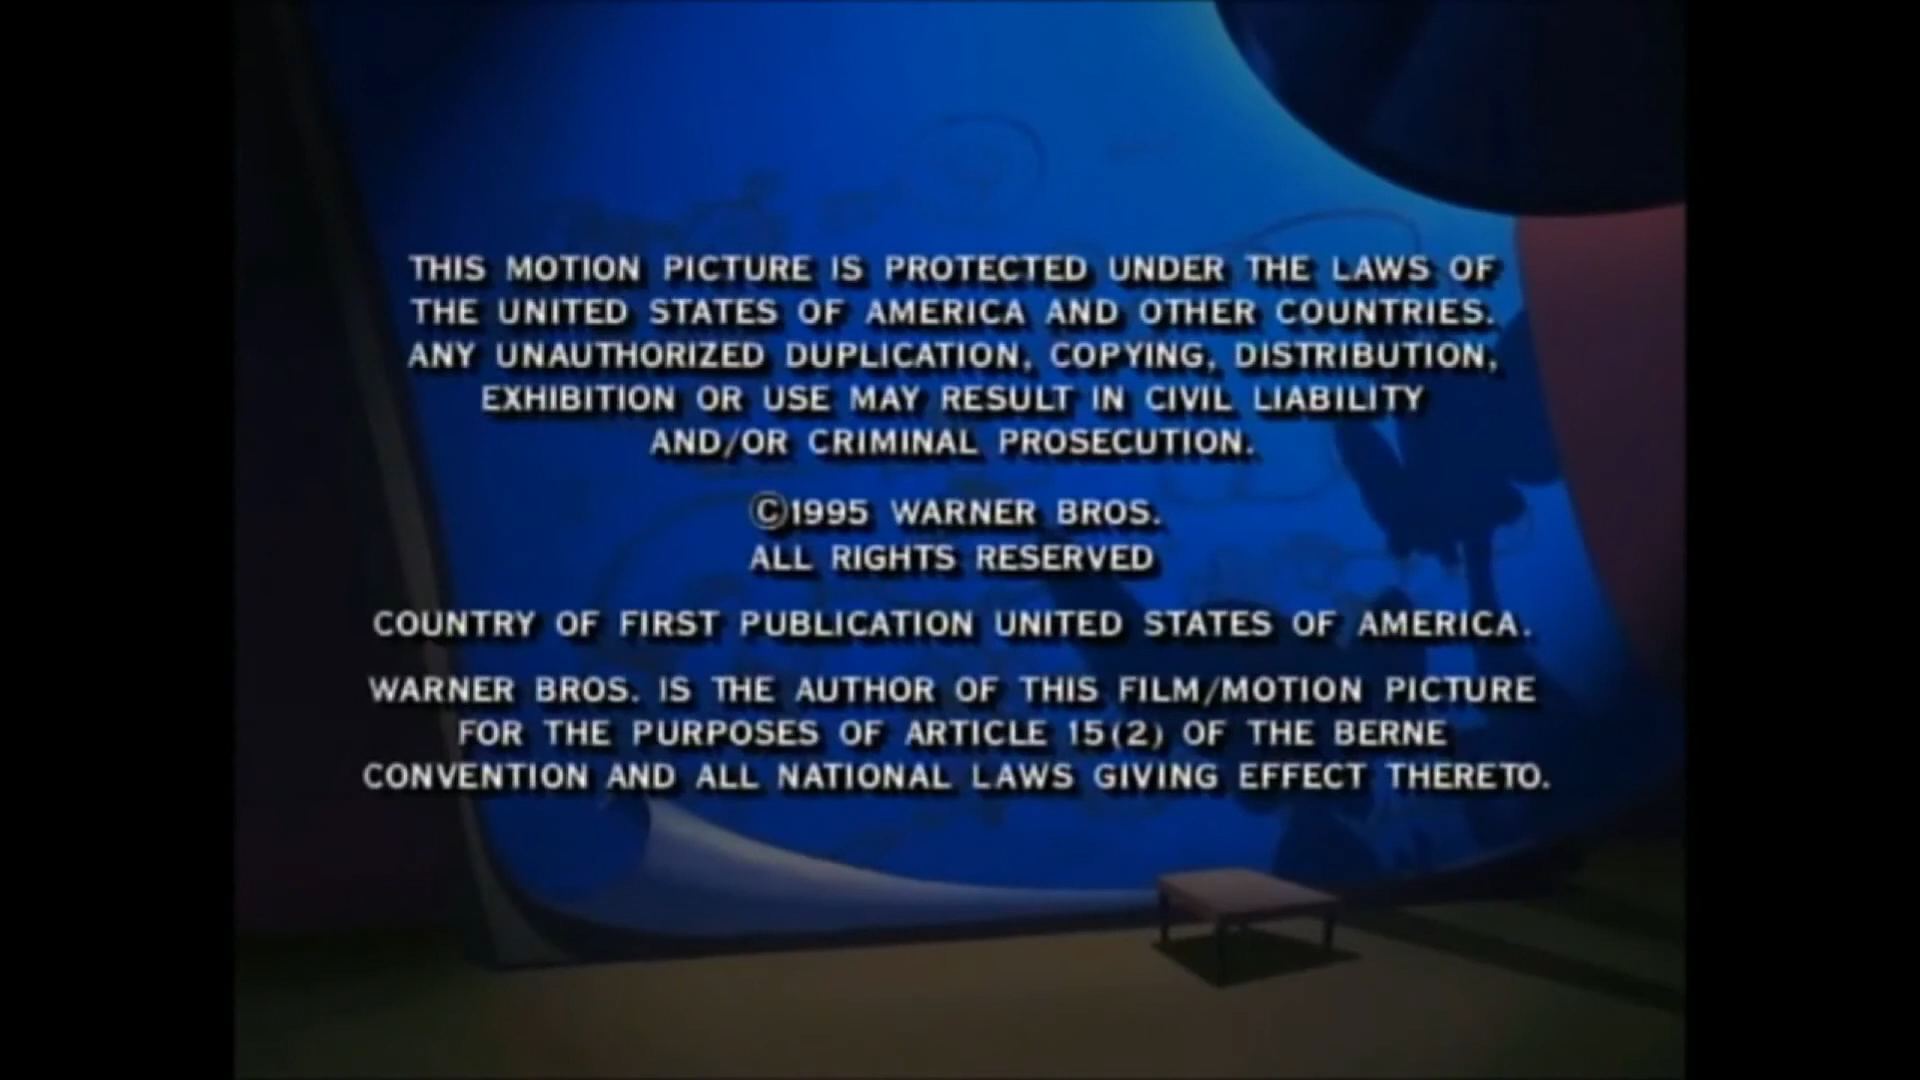 THIS MOTION PICTURE IS PROTECTED UNDER THE LAWS OF
THE UNITED STATES OF AMERICA AND OTHER COUNTRIES.
ANY UNAUTHORIZED DUPLICATION, COPYING, DISTRIBUTION,
EXHIBITION OR USE MAY RESULT IN CIVIL LIABILITY
AND/OR CRIMINAL PROSECUTION.
©1995 WARNER BROS.
ALL RIGHTS RESERVED
COUNTRY OF FIRST PUBLICATION UNITED STATES OF AMERICA.
WARNER BROS. IS THE AUTHOR OF THIS FILM/MOTION PICTURE
FOR THE PURPOSES OF ARTICLE 15(2) OF THE BERNE
CONVENTION AND ALL NATIONAL LAWS GIVING EFFECT THERETO.